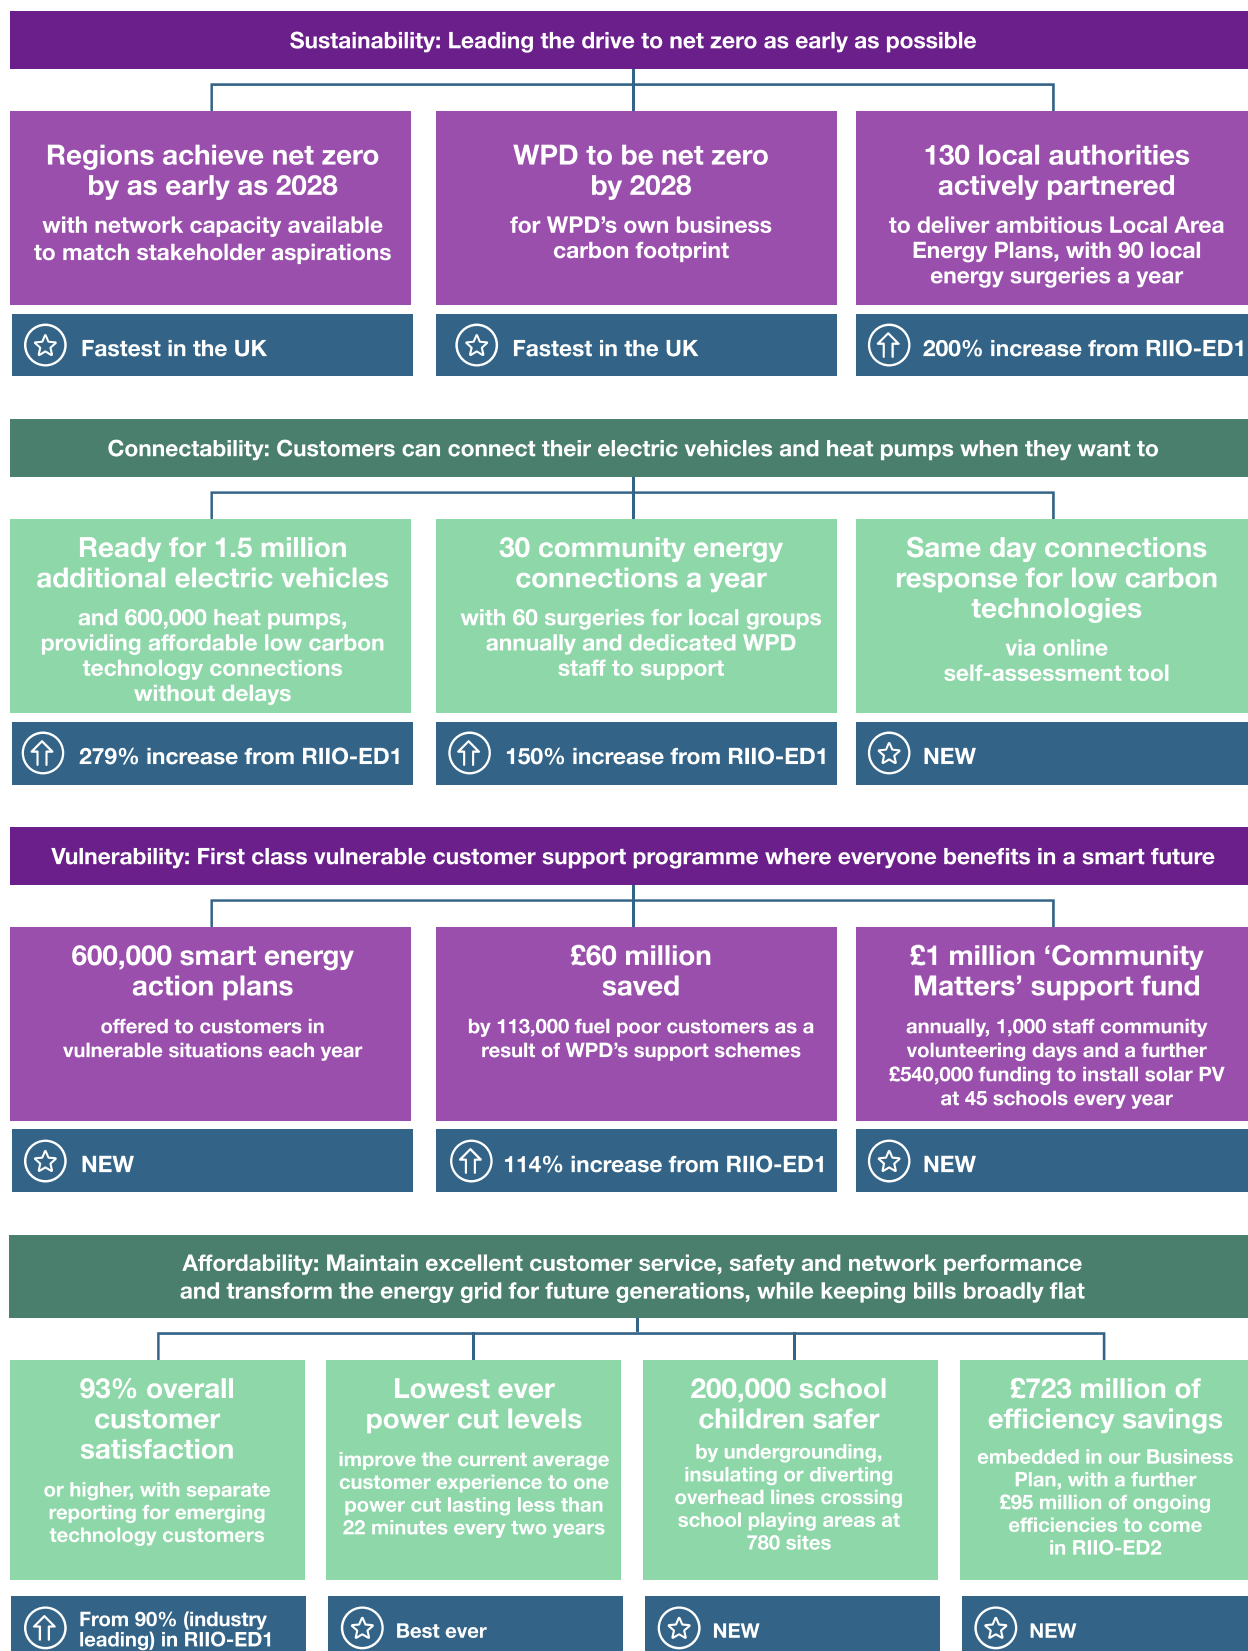 Sustainability: Leading the drive to net zero as early as possible
Regions achieve net zero
by as early as 2028
with network capacity available
to match stakeholder aspirations
Fastest in the UK
WPD to be net zero
by 2028
for WPD’s own business
carbon footprint
Fastest in the UK
130 local authorities
actively partnered
to deliver ambitious Local Area
Energy Plans, with 90 local
energy surgeries a year
200% increase from RIIO-ED1
Connectability: Customers can connect their electric vehicles and heat pumps when they want to
Ready for 1.5 million
additional electric vehicles
and 600,000 heat pumps,
providing affordable low carbon
technology connections
without delays
279% increase from RIIO-ED1
30 community energy
connections a year
with 60 surgeries for local groups
annually and dedicated WPD
staff to support
150% increase from RIIO-ED1
Same day connections
response for low carbon
technologies
via online
self-assessment tool
NEW
Vulnerability: First class vulnerable customer support programme where everyone benefits in a smart future
600,000 smart energy
action plans
offered to customers in
vulnerable situations each year
NEW
£60 million
saved
by 113,000 fuel poor customers as a
result of WPD’s support schemes
114% increase from RIIO-ED1
£1 million ‘Community
Matters’ support fund
annually, 1,000 staff community
volunteering days and a further
£540,000 funding to install solar PV
at 45 schools every year
NEW
Affordability: Maintain excellent customer service, safety and network performance
and transform the energy grid for future generations, while keeping bills broadly flat
93% overall
customer
satisfaction
or higher, with separate
reporting for emerging
technology customers
From 90% (industry
leading) in RIIO-ED1
Lowest ever
power cut levels
improve the current average
customer experience to one
power cut lasting less than
22 minutes every two years
Best ever
200,000 school
children safer
by undergrounding,
insulating or diverting
overhead lines crossing
school playing areas at
780 sites
NEW
£723 million of
efficiency savings
embedded in our Business
Plan, with a further
£95 million of ongoing
efficiencies to come
in RIIO-ED2
NEW